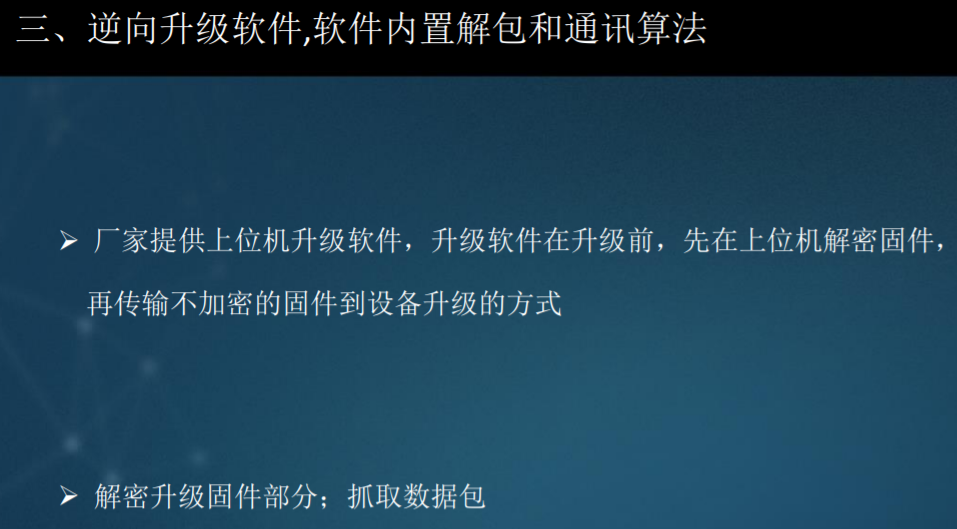 三、逆向升级软件,软件内置解包和通讯算法
➢ 厂家提供上位机升级软件，升级软件在升级前，先在上位机解密固件，
再传输不加密的固件到设备升级的方式
➢ 解密升级固件部分；抓取数据包